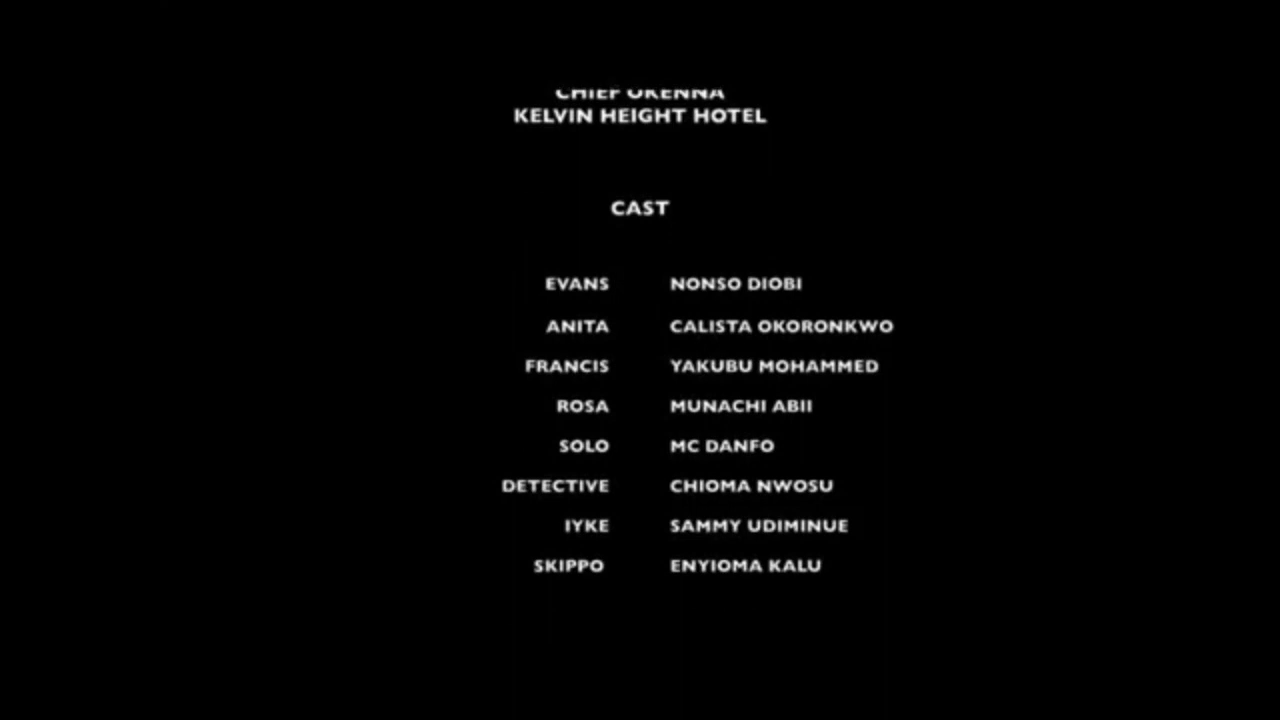 CHIEF
KELVIN HEIGHT HOTEL
CAST
EVANS NONSO DIOBI
ANITA CALISTA OKORONKWO
FRANCIS YAKUBU MOHAMMED
ROSA MUNACHI ABII
SOLO MC DANFO
DETECTIVE CHIOMA NWOSU
IYKE SAMMY UDIMINUE
SKIPPO ENYIOMA KALU